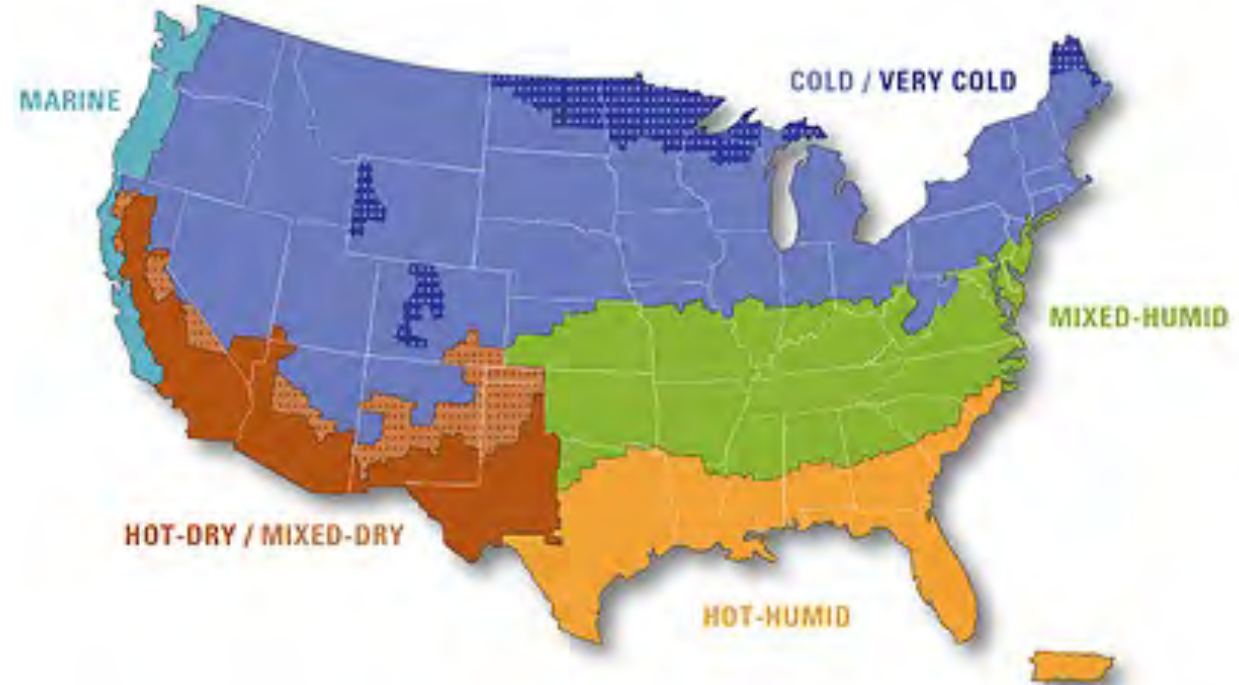 COLD / VERY COLD
MARINE
MIXED-HUMID
HOT-DRY / MIXED-DRY
HOT-HUMID